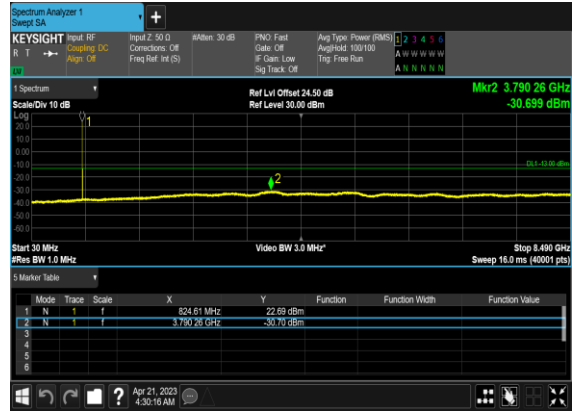 Spectrum Analyzer 1
Swept SA
+
KEYSIGHT Input: RF Input Z: 50 Ω #Atten: 30 dB PNO: Fast Avg Type: Power (RMS) 1 2 3 4 5 6
R T Coupling: DC Corrections: Off Gate: Off Avg|Hold: 100/100 A W W W W W
Align: Off Freq Ref: Int (S) IF Gain: Low Trig: Free Run
Sig Track: Off A N N N N N
1 Spectrum Ref Lvl Offset 24.50 dB Mkr2 3.790 26 GHz
Scale/Div 10 dB Ref Level 30.00 dBm -30.699 dBm
Log
1
20.0
10.0
0.00
-10.0 DL1 -13.00 dBm
-20.0
2
-30.0
-40.0
-50.0
-60.0
Start 30 MHz Video BW 3.0 MHz* Stop 8.490 GHz
#Res BW 1.0 MHz Sweep 16.0 ms (40001 pts)
5 Marker Table
Mode Trace Scale X Y Function Function Width Function Value
1 N 1 f 824.61 MHz 22.69 dBm
2 N 1 f 3.790 26 GHz -30.70 dBm
3
4
5
6
? Apr 21, 2023
4:30:16 AM